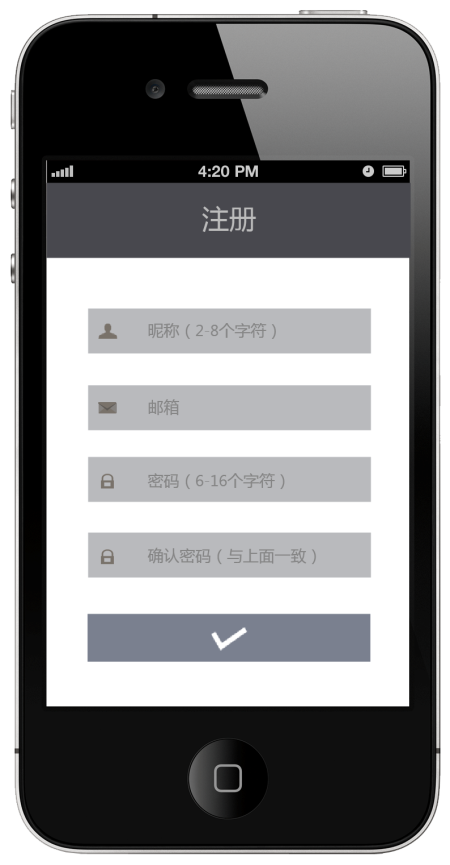 4:20 PM
注册
昵称（2-8个字符）
邮箱
密码（6-16个字符）
确认密码（与上面一致）